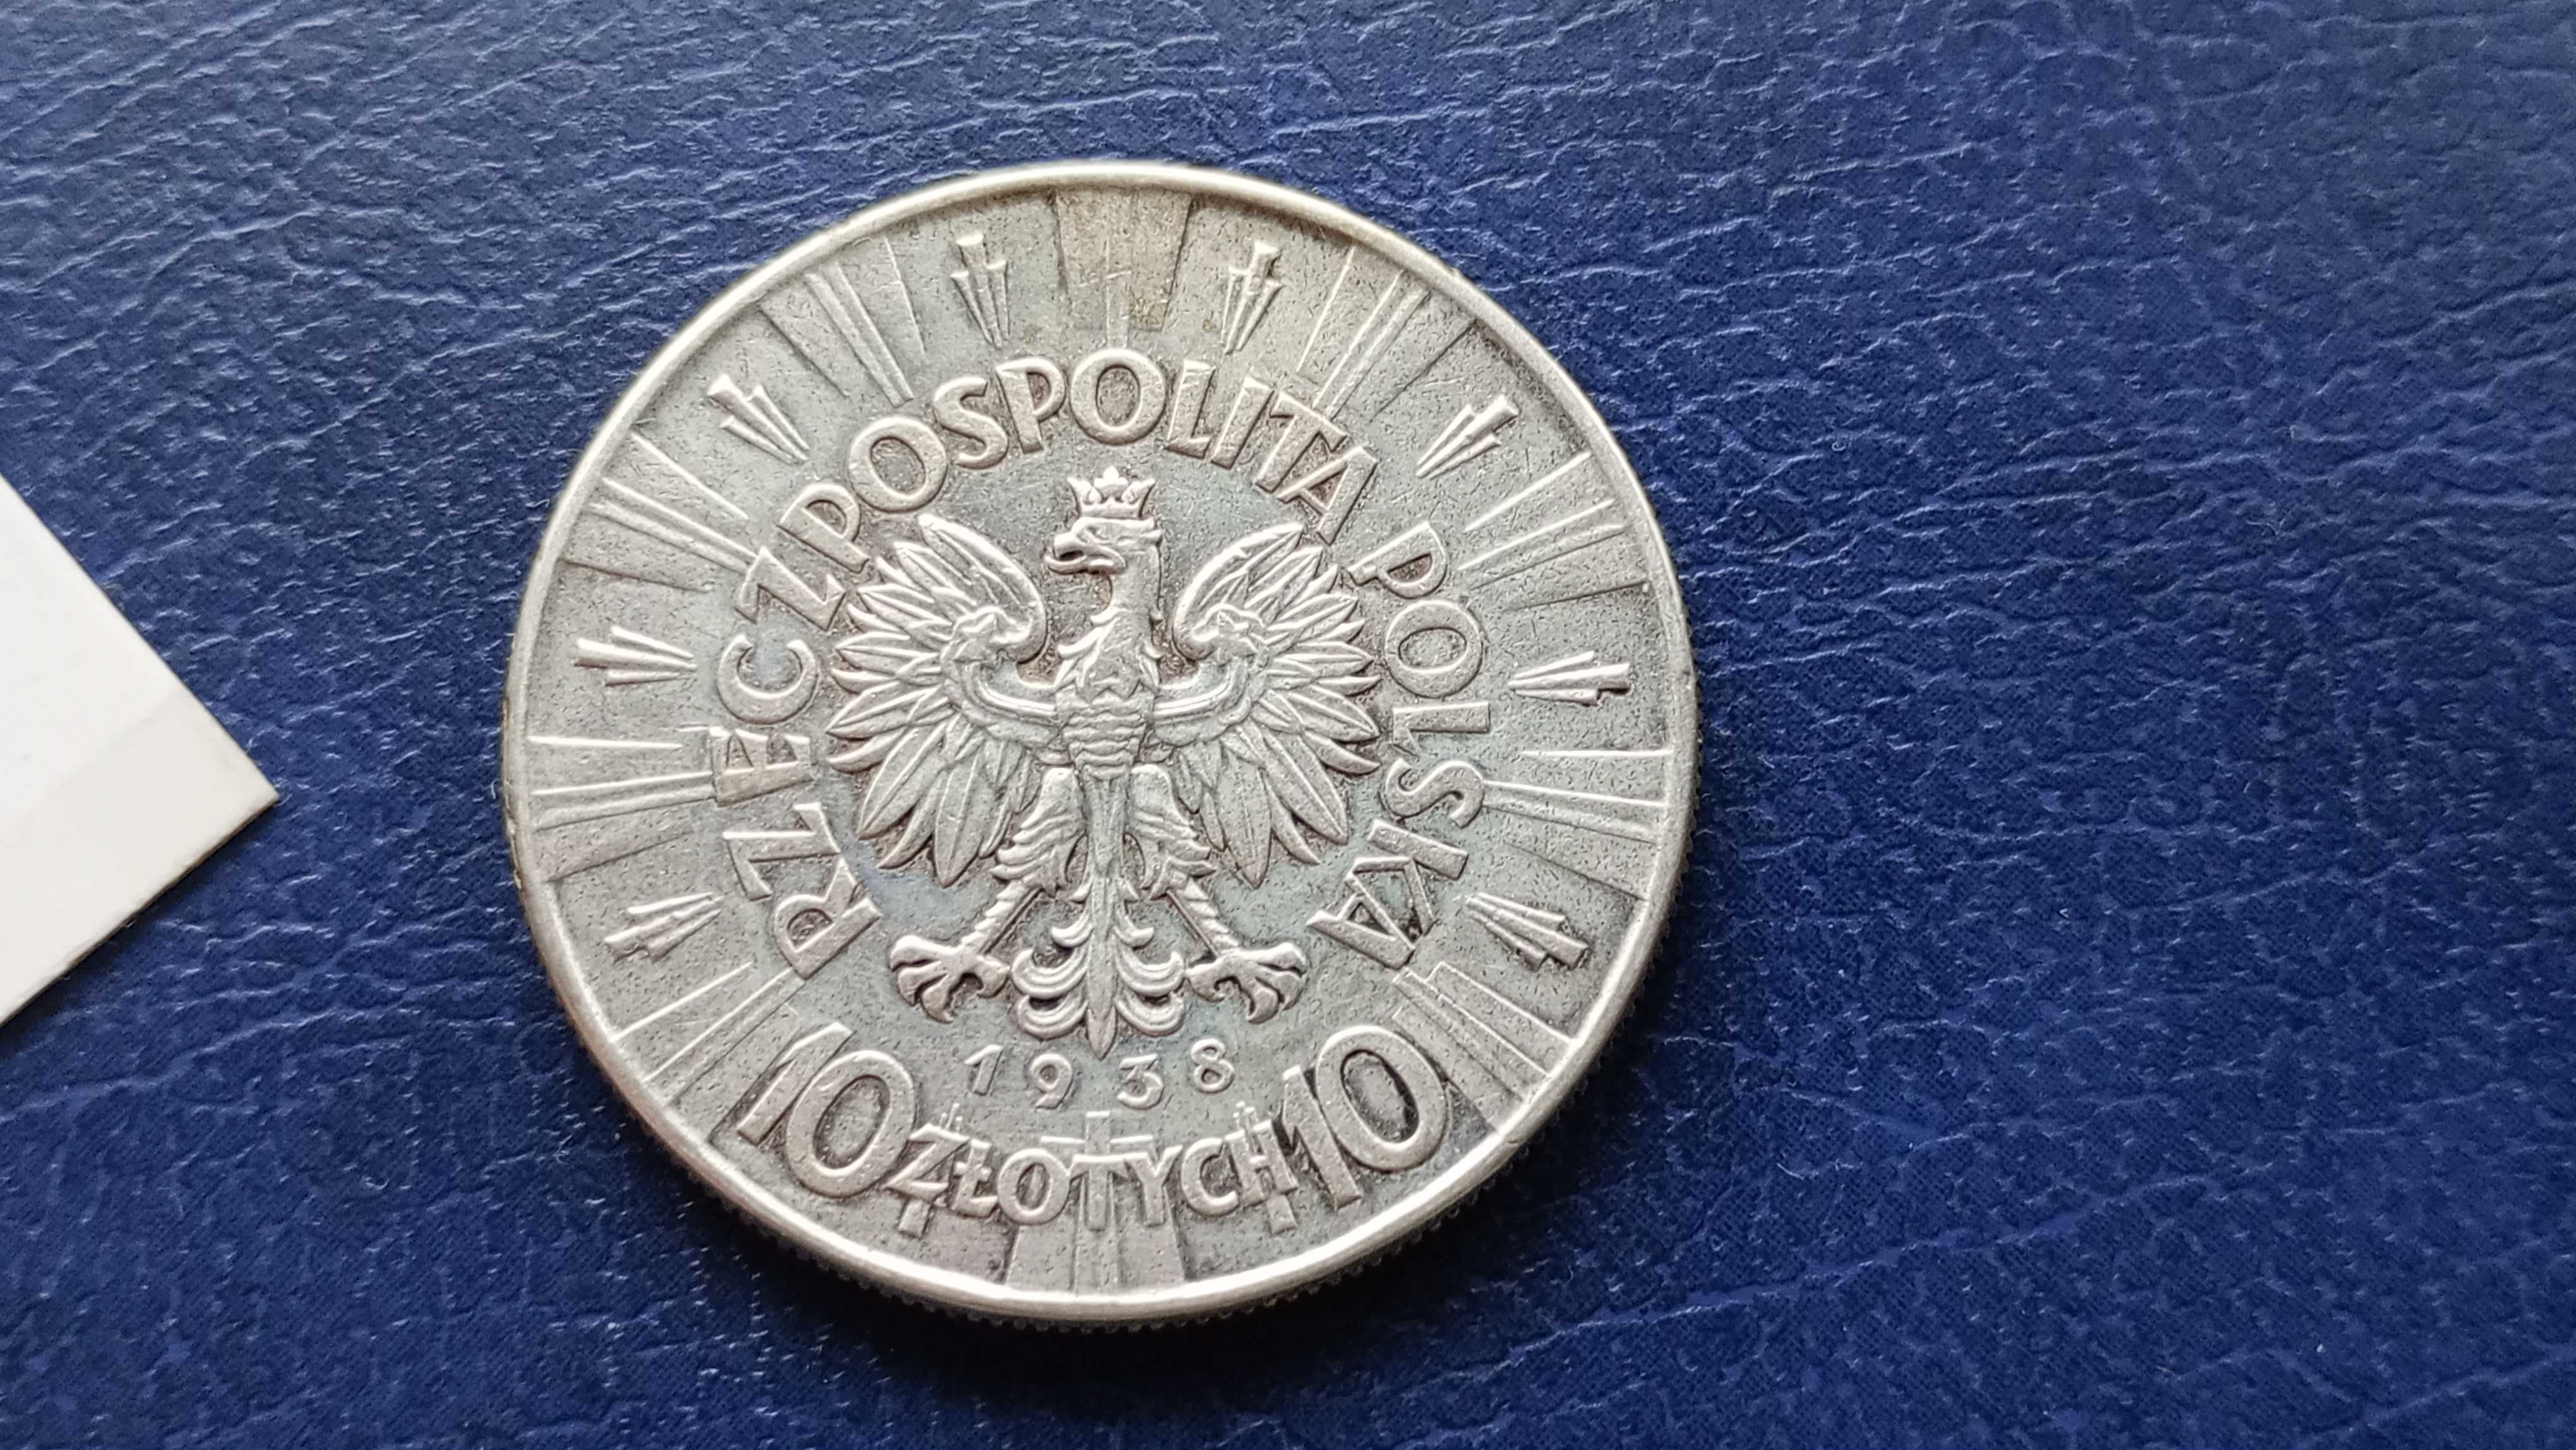 RZECZPOSPOLITA POLSKA
1938
10 ZŁOTYCH 10